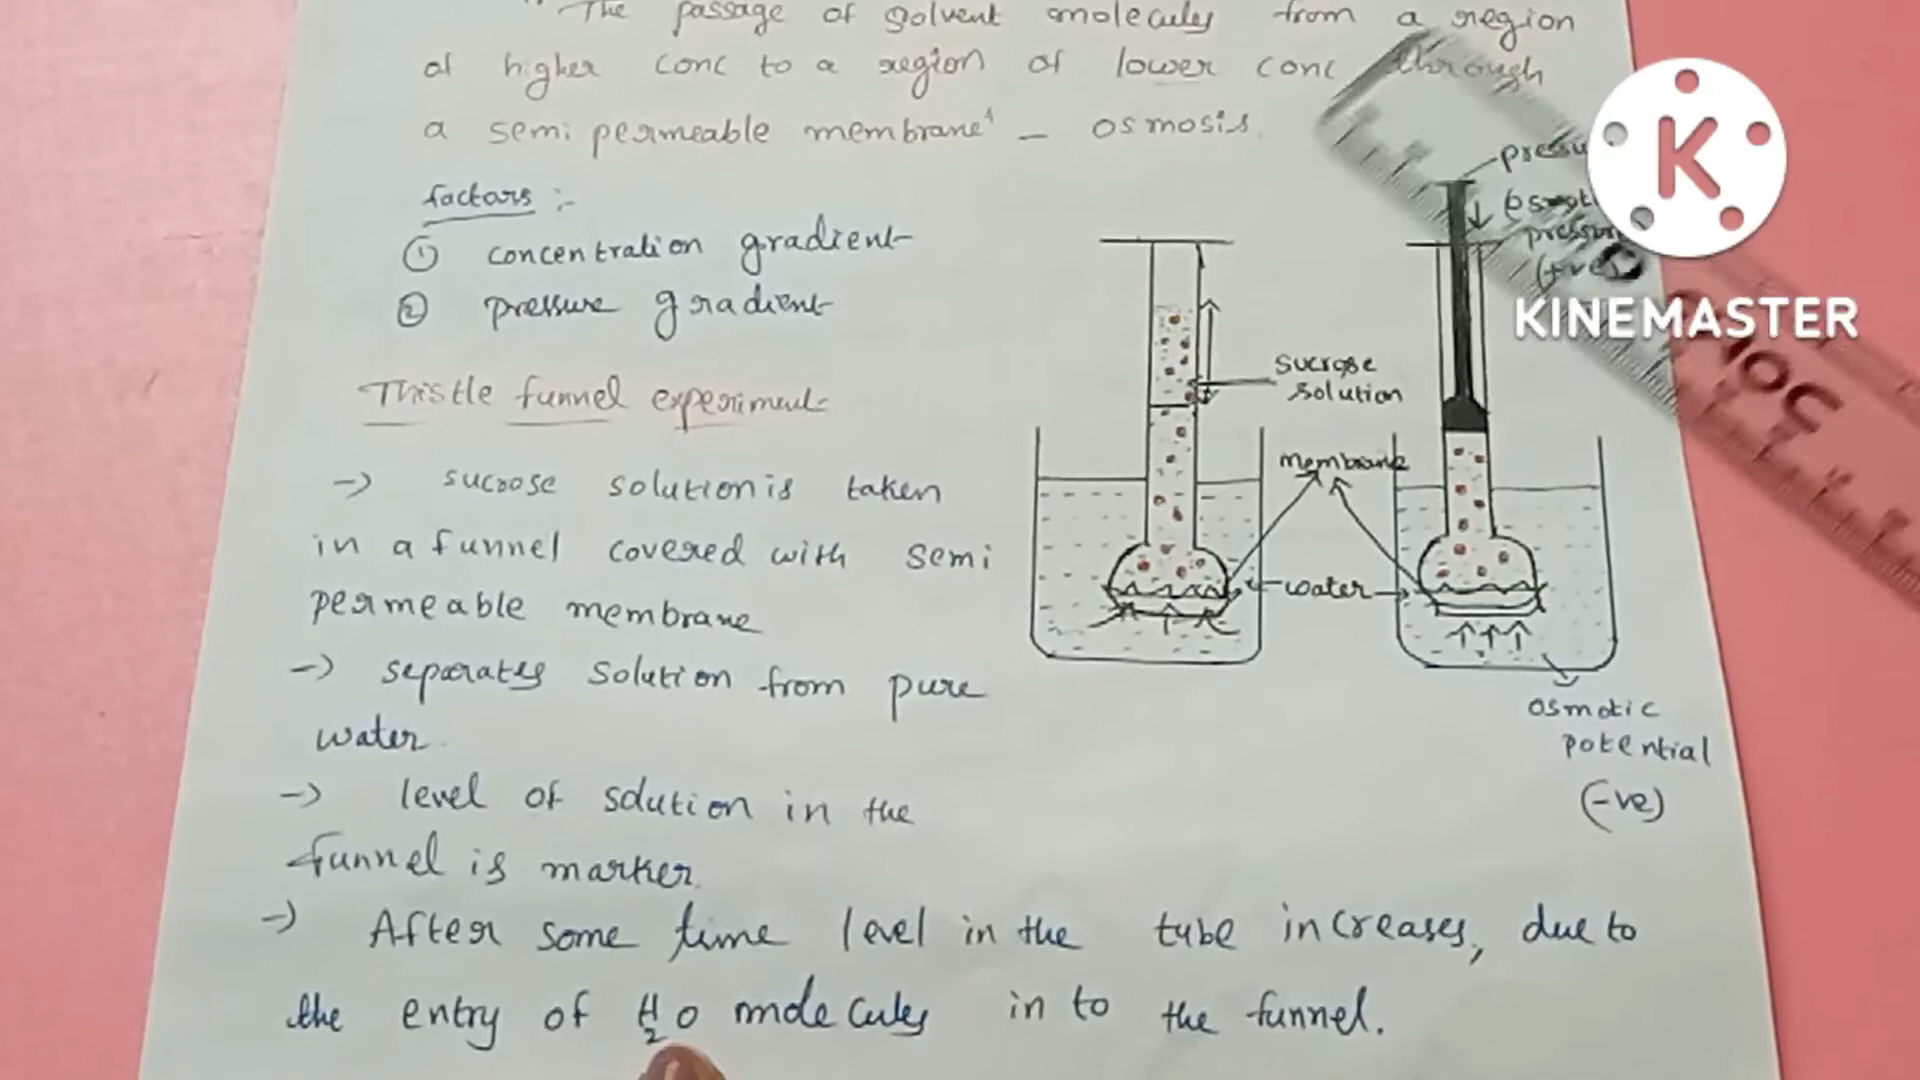 " The passage of solvent molecules from a region
of higher conc to a region of lower conc through
a semi permeable membrane" - osmosis.
factors :-
① concentration gradient
② pressure gradient
Thistle funnel experiment
-> sucrose solution is taken
in a funnel covered with semi
permeable membrane
-> separates solution from pure
water.
-> level of solution in the
funnel is marker.
-> After some time level in the tube increases, due to
the entry of H2O molecules in to the funnel.
sucrose
solution
membrane
water
pressure
(+ve)
osmotic
potential
(-ve)
K
KINEMASTER